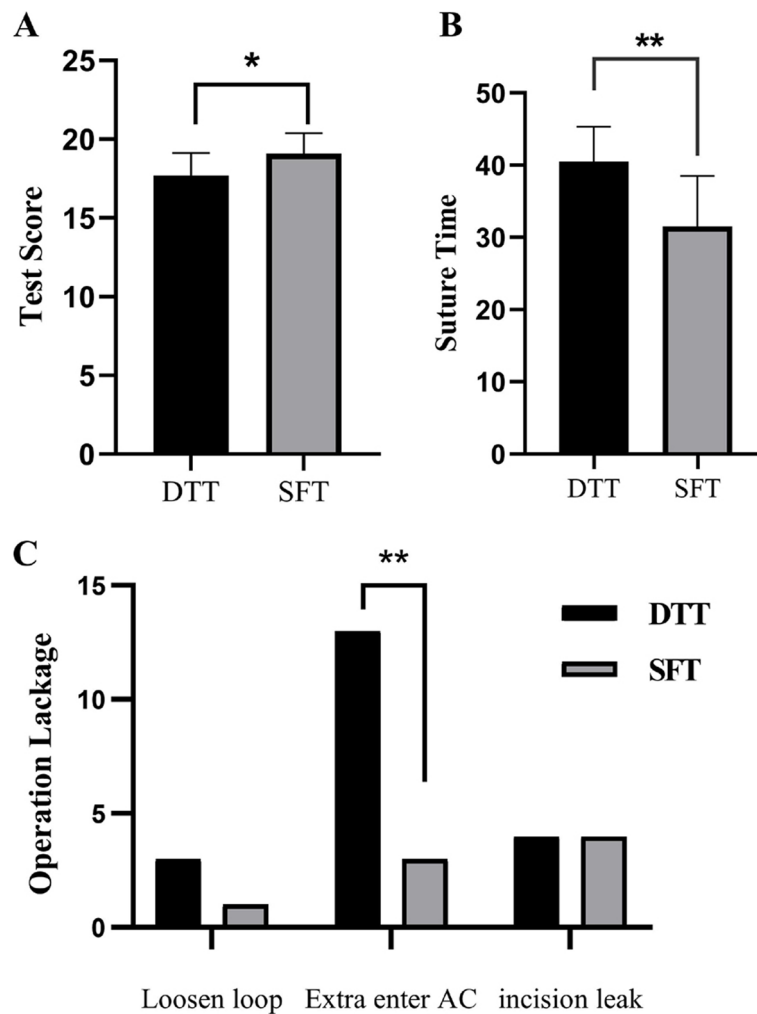 A
*
25
20
15
10
5
0
Test Score
DTT SFT
B
**
50
40
30
20
10
0
Suture Time
DTT SFT
C
**
15
10
5
0
Operation Lackage
DTT
SFT
Loosen loop Extra enter AC incision leak